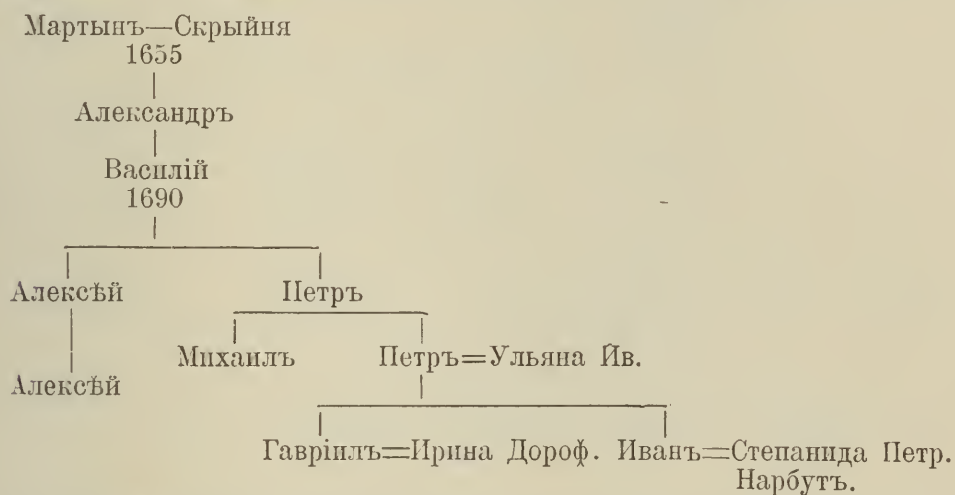 Мартынъ—Скрыйня
1655
Александръ
Василій
1690
Алексѣй Петръ
Михаилъ Петръ=Ульяна Ив.
Алексѣй
Гавріилъ=Ирина Дороф. Иванъ=Степанида Петр.
Нарбутъ.